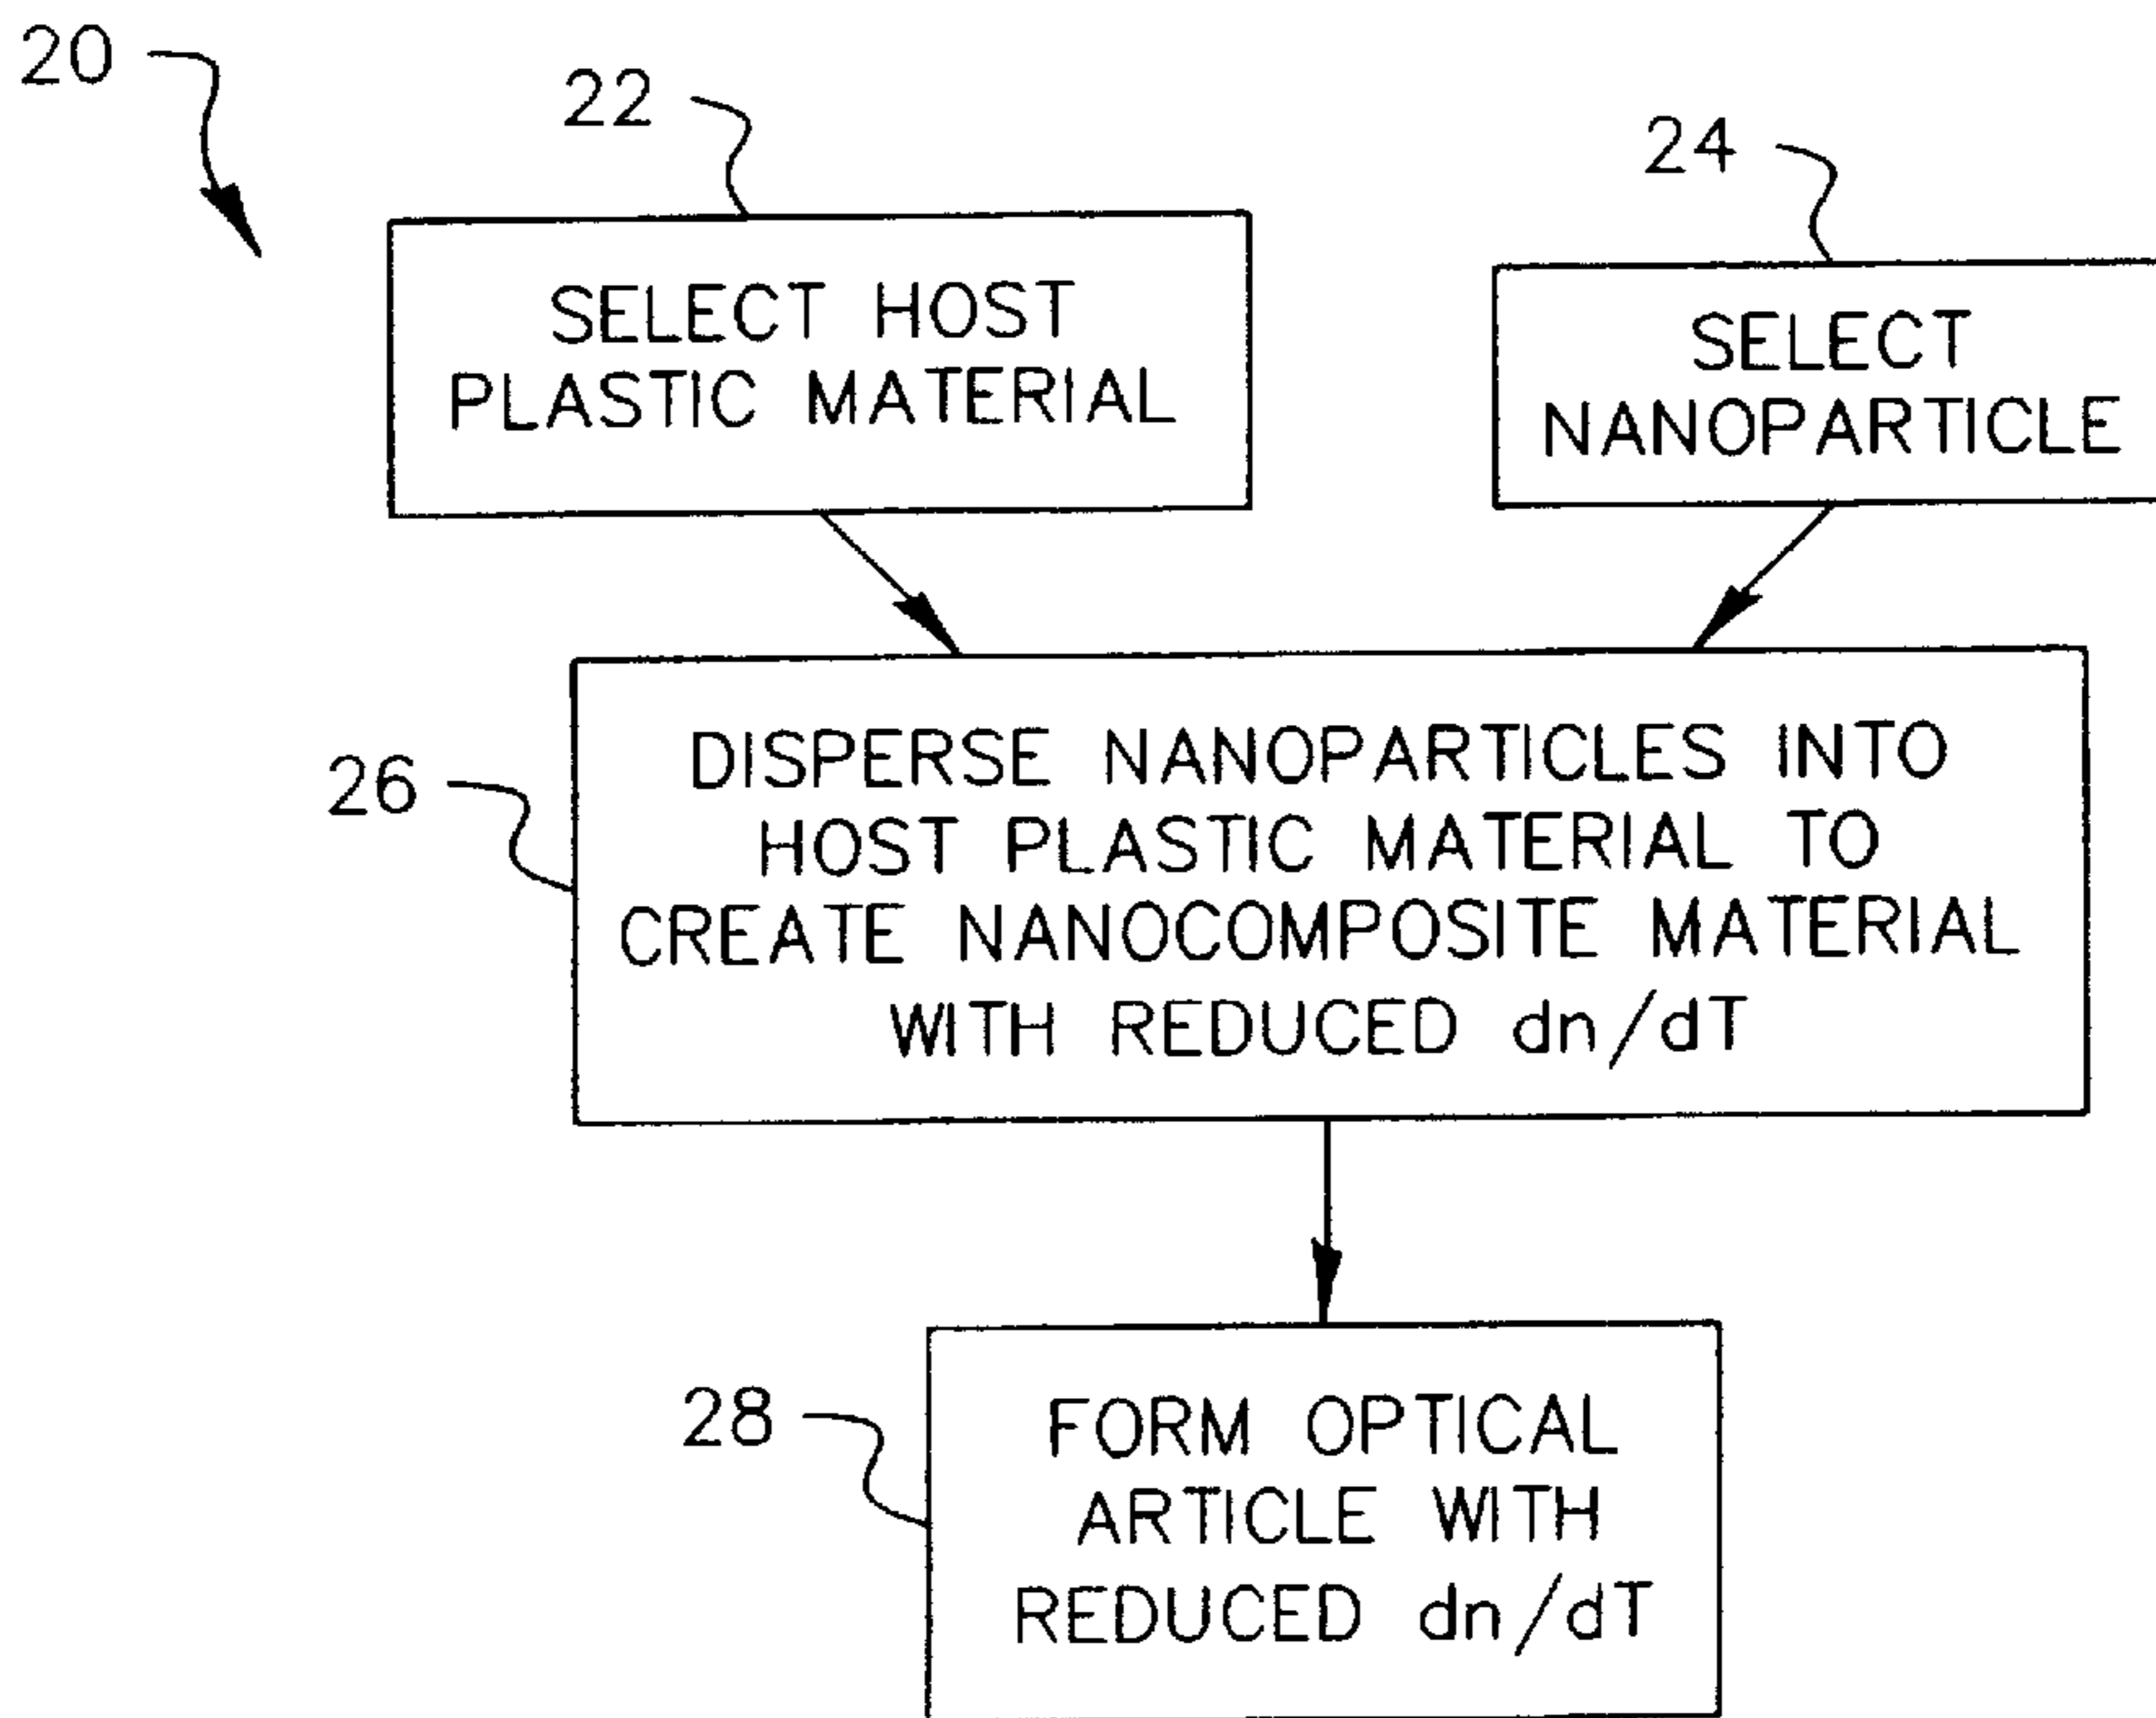 20
22
24
SELECT HOST
PLASTIC MATERIAL
SELECT
NANOPARTICLE
26
DISPERSE NANOPARTICLES INTO
HOST PLASTIC MATERIAL TO
CREATE NANOCOMPOSITE MATERIAL
WITH REDUCED dn/dT
28
FORM OPTICAL
ARTICLE WITH
REDUCED dn/dT